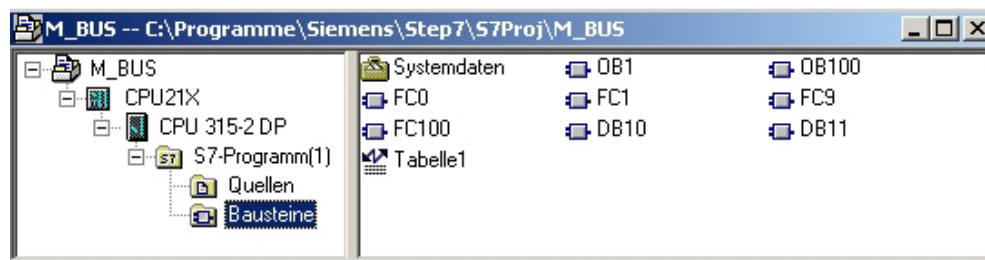 M_BUS -- C:\Programme\Siemens\Step7\S7Proj\M_BUS
M_BUS
CPU21X
CPU 315-2 DP
S7-Programm(1)
Quellen
Bausteine
Systemdaten OB1 OB100
FC0 FC1 FC9
FC100 DB10 DB11
Tabelle1